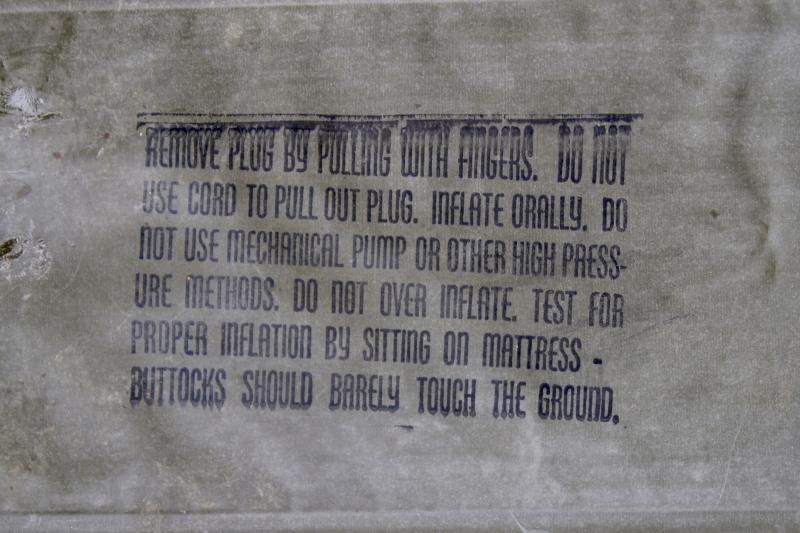 REMOVE PLUG BY PULLING WITH FINGERS. DO NOT
USE CORD TO PULL OUT PLUG. INFLATE ORALLY. DO
NOT USE MECHANICAL PUMP OR OTHER HIGH PRESS-
URE METHODS. DO NOT OVER INFLATE. TEST FOR
PROPER INFLATION BY SITTING ON MATTRESS -
BUTTOCKS SHOULD BARELY TOUCH THE GROUND.